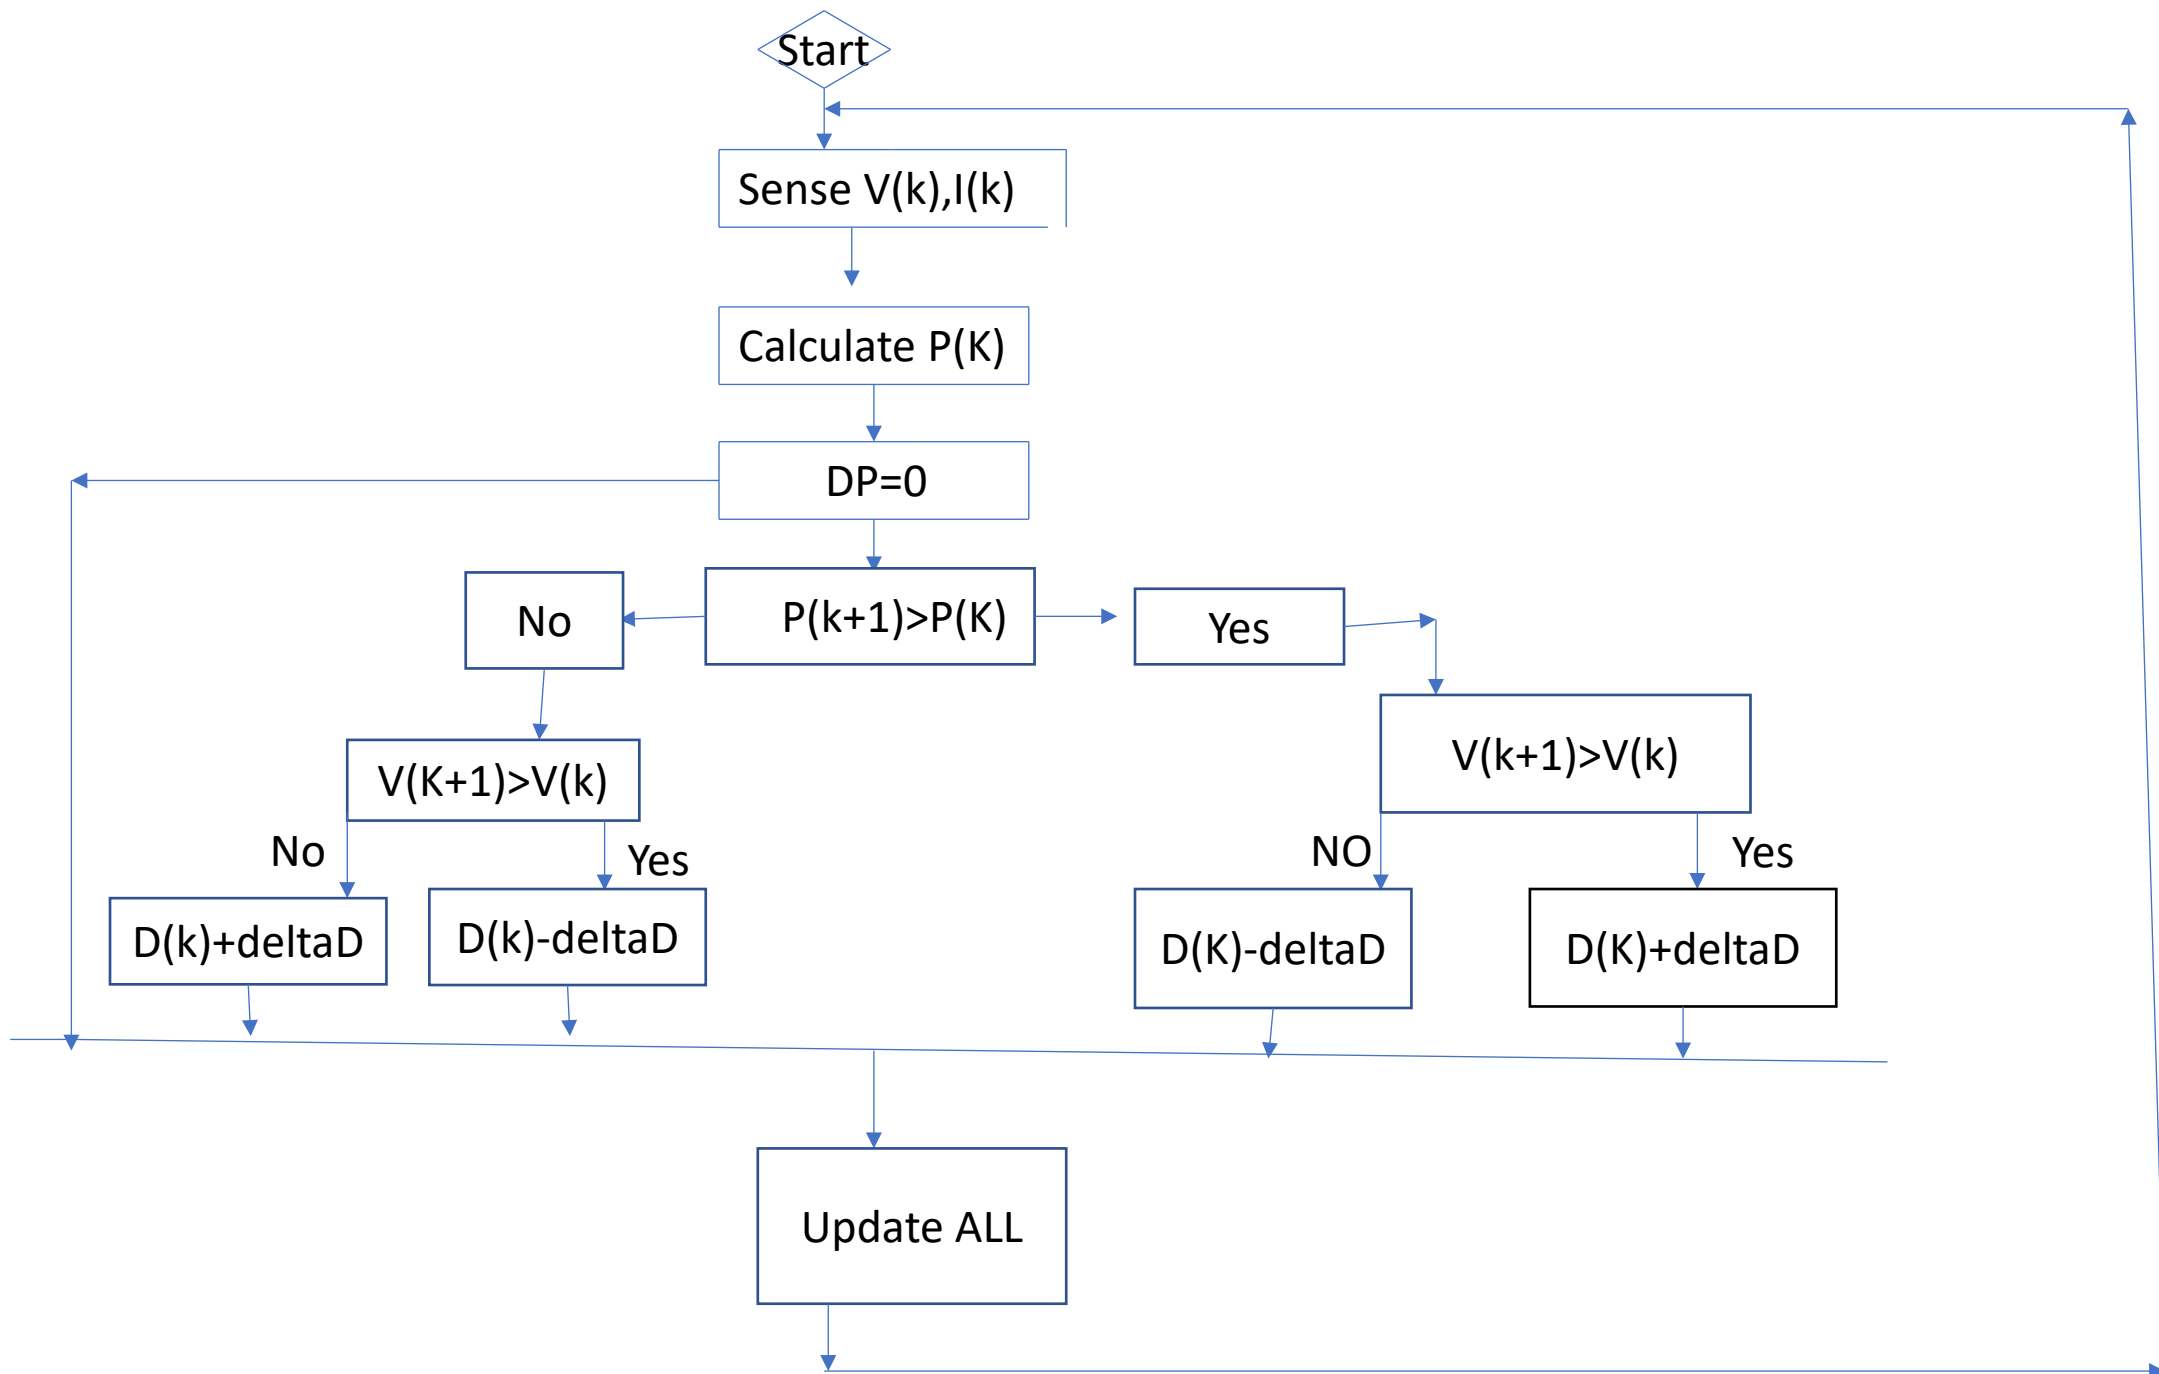 Start
Sense V(k),I(k)
Calculate P(K)
DP=0
No
P(k+1)>P(K)
Yes
V(K+1)>V(k)
V(k+1)>V(k)
No
Yes
NO
Yes
D(k)+deltaD
D(k)-deltaD
D(K)-deltaD
D(K)+deltaD
Update ALL